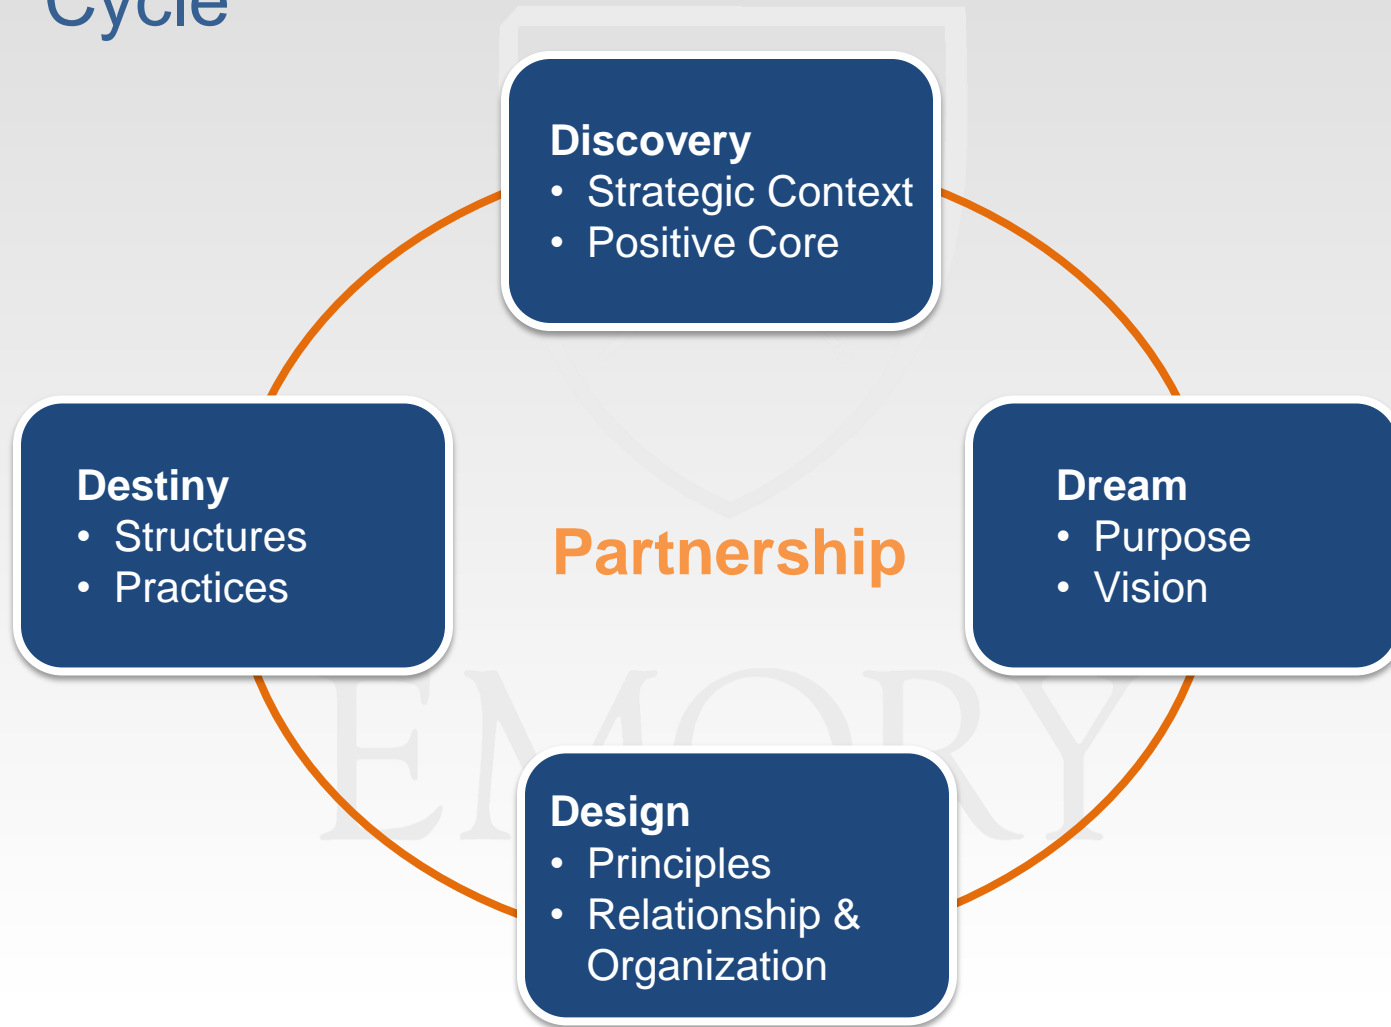 Cycle
Discovery
• Strategic Context
• Positive Core
Destiny
• Structures
• Practices
Partnership
Dream
• Purpose
• Vision
EMORY
Design
• Principles
• Relationship &
Organization